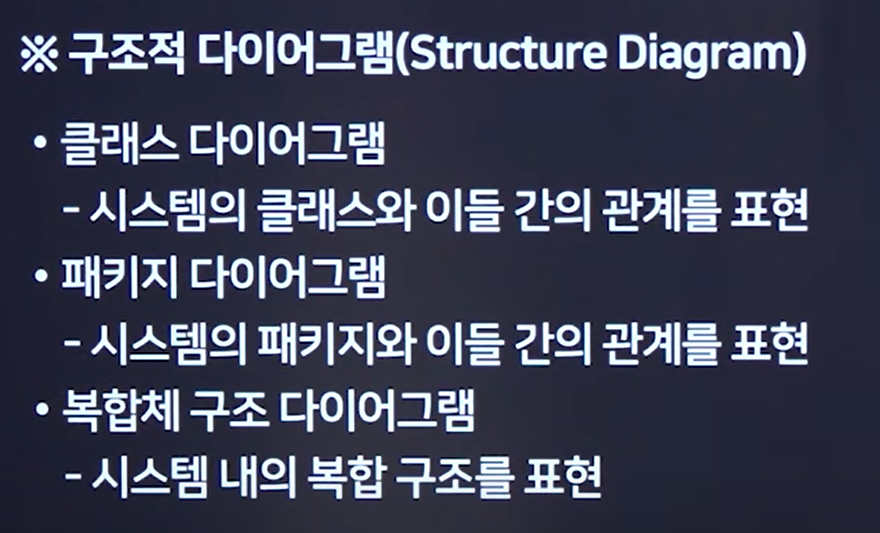 ※ 구조적 다이어그램(Structure Diagram)
• 클래스 다이어그램
- 시스템의 클래스와 이들 간의 관계를 표현
• 패키지 다이어그램
- 시스템의 패키지와 이들 간의 관계를 표현
• 복합체 구조 다이어그램
- 시스템 내의 복합 구조를 표현